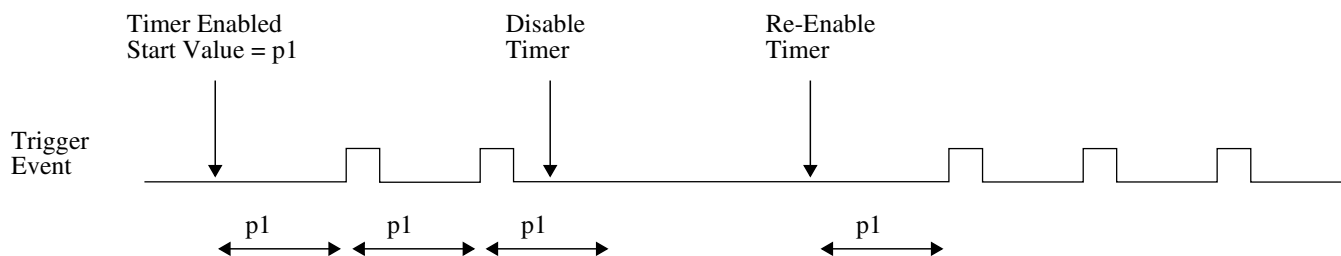 Timer Enabled
Start Value = p1
Disable
Timer
Re-Enable
Timer
Trigger
Event
p1
p1
p1
p1